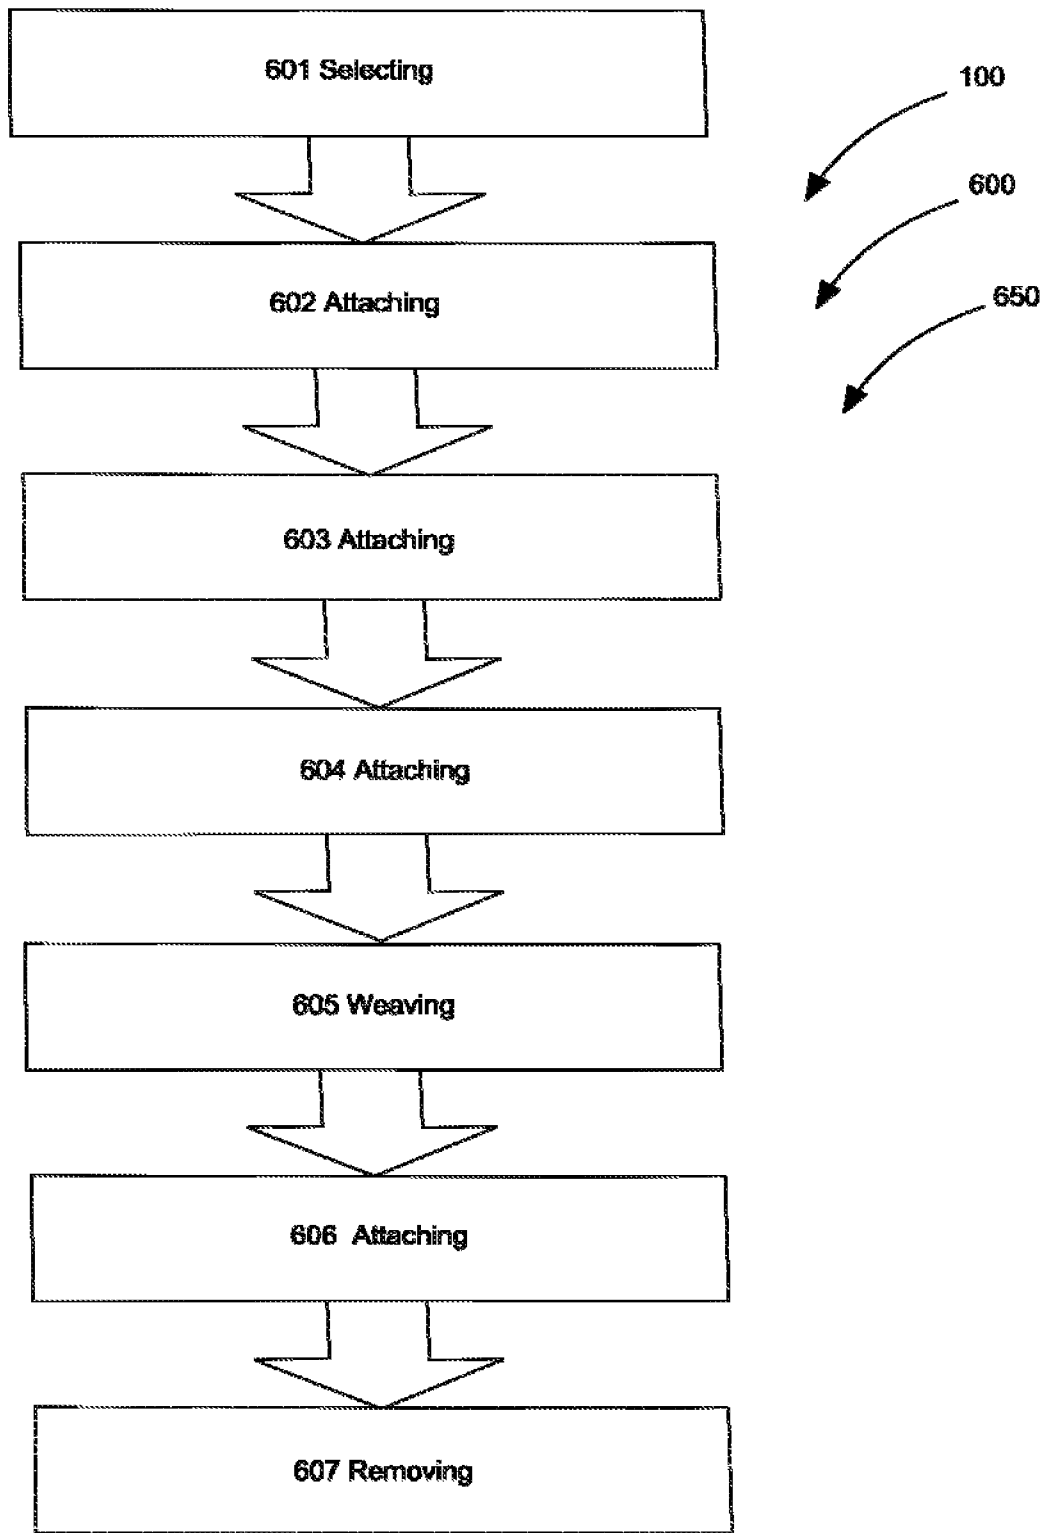 601 Selecting
100
600
602 Attaching
650
603 Attaching
604 Attaching
605 Weaving
606 Attaching
607 Removing